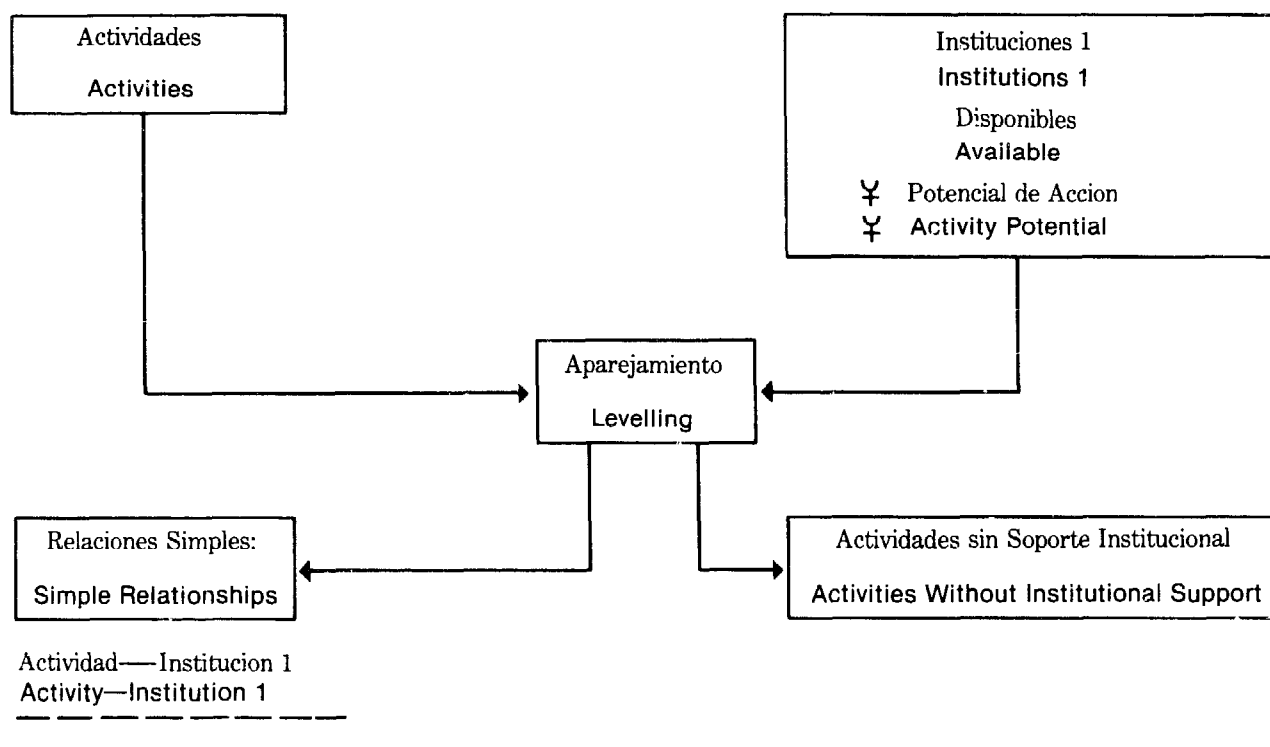 Actividades
Activities
Instituciones 1
Institutions 1
Disponibles
Available
¥ Potencial de Accion
¥ Activity Potential
Aparejamiento
Levelling
Relaciones Simples:
Simple Relationships
Actividades sin Soporte Institucional
Activities Without Institutional Support
Actividad—Institucion 1
Activity—Institution 1